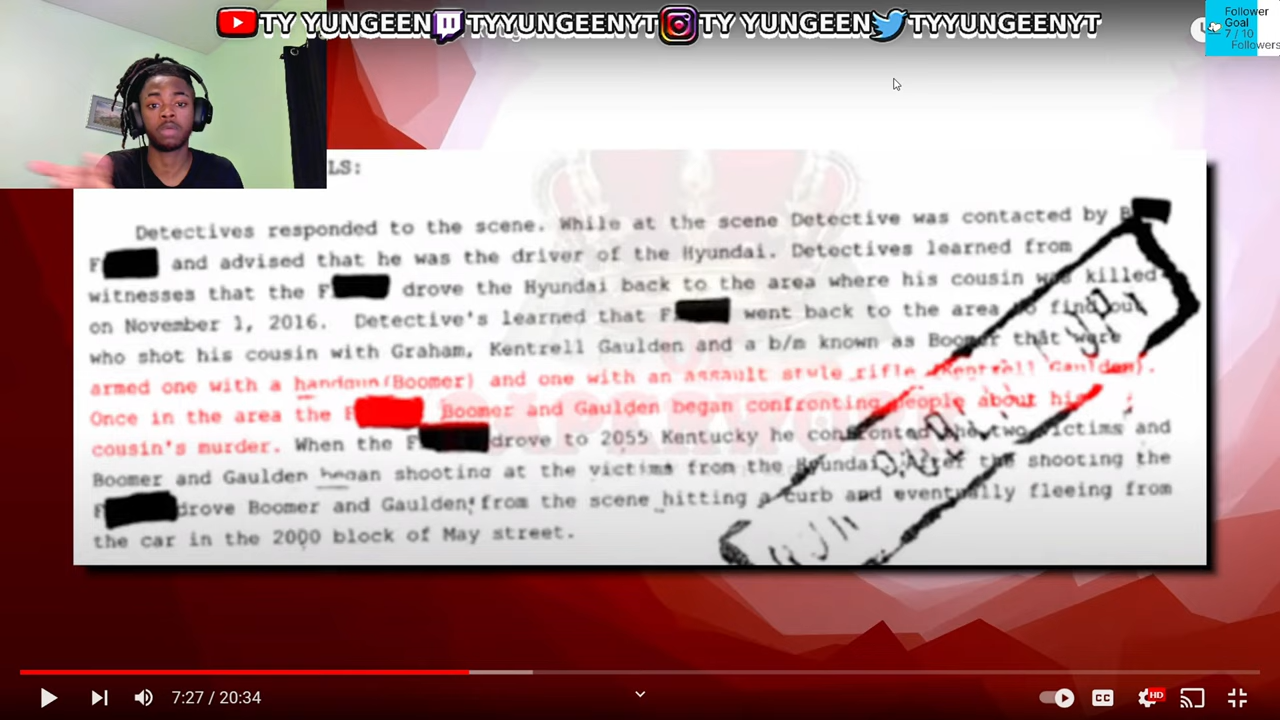 TY YUNGEEN TYYUNGEENYT TY YUNGEEN TYYUNGEENYT
Follower
Goal
7 / 10
Followers
LS:
Detectives responded to the scene. While at the scene Detective was contacted by B
F and advised that he was the driver of the Hyundai. Detectives learned from
witnesses that the F drove the Hyundai back to the area where his cousin was killed
on November 1, 2016. Detective's learned that F went back to the area to find out
who shot his cousin with Graham, Kentrell Gaulden and a b/m known as Boomer that were
armed one with a handgun(Boomer) and one with an assault style rifle (Kentrell Gaulden).
Once in the area the F Boomer and Gaulden began confronting people about his
cousin's murder. When the F drove to 2055 Kentucky he confronted the two victims and
Boomer and Gaulden began shooting at the victims from the Hyundai. After the shooting the
F drove Boomer and Gaulden from the scene hitting a curb and eventually fleeing from
the car in the 2000 block of May street.
7:27 / 20:34
CC
HD